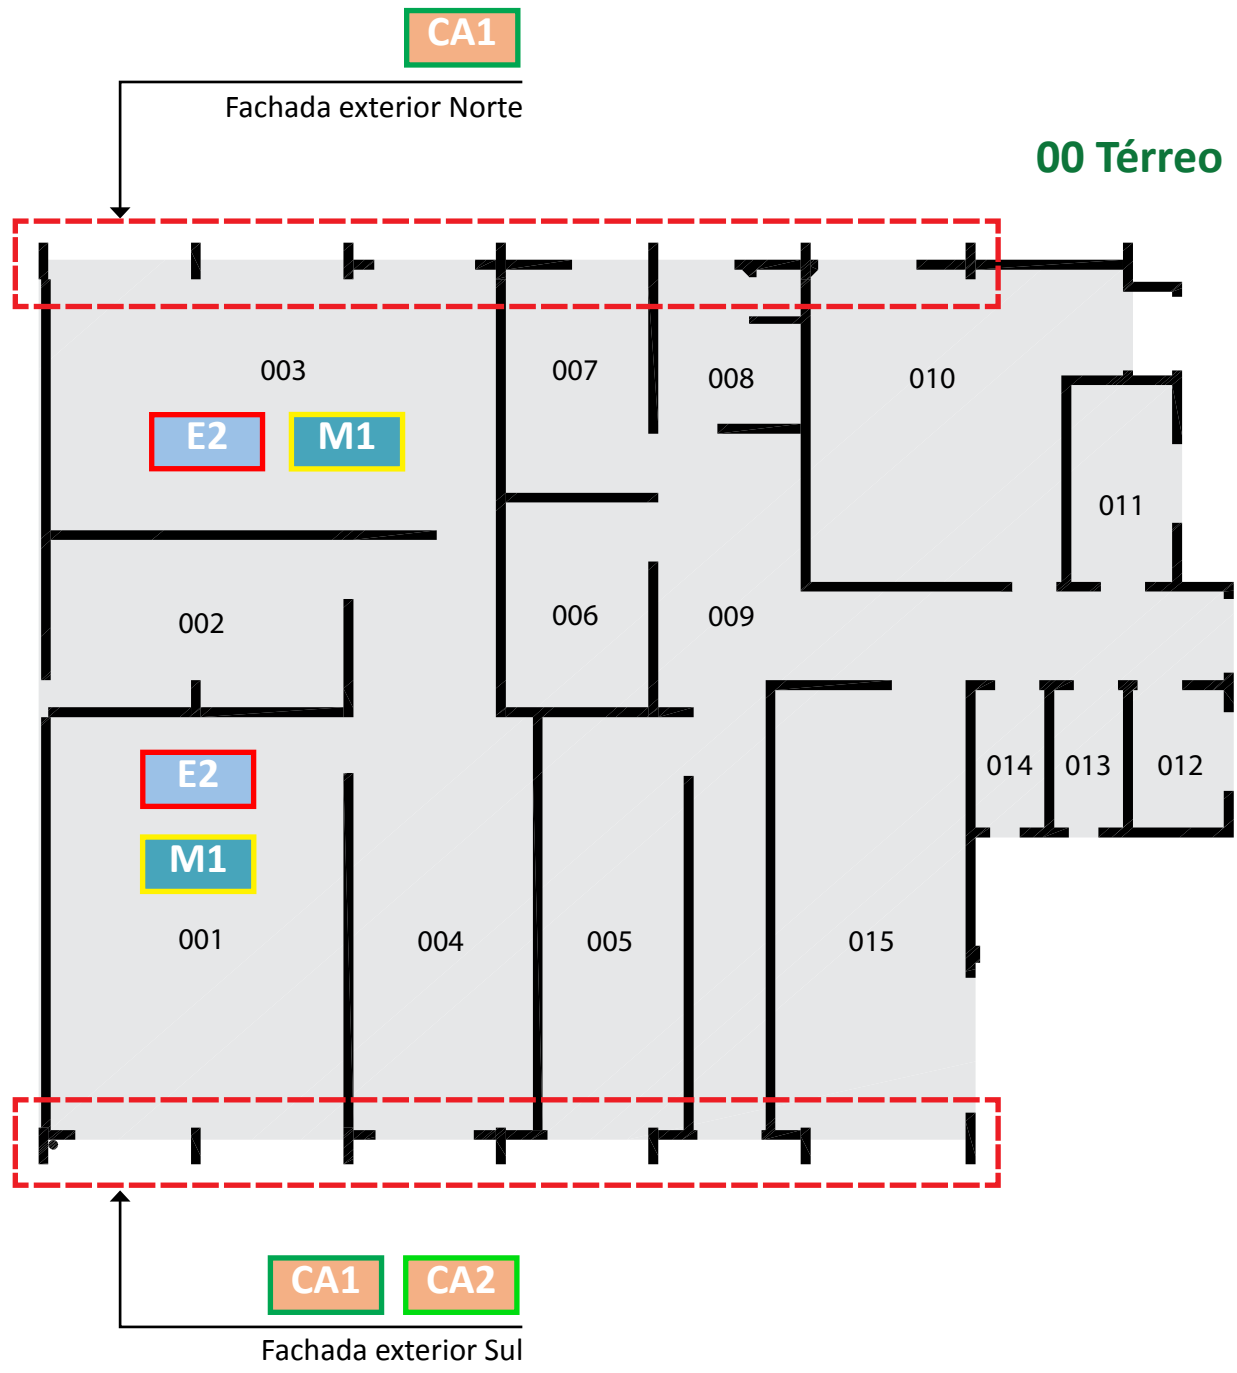 CA1
Fachada exterior Norte
00 Térreo
003
007
008
010
E2 M1
011
002
006
009
E2
014 013 012
M1
001
004
005
015
CA1 CA2
Fachada exterior Sul